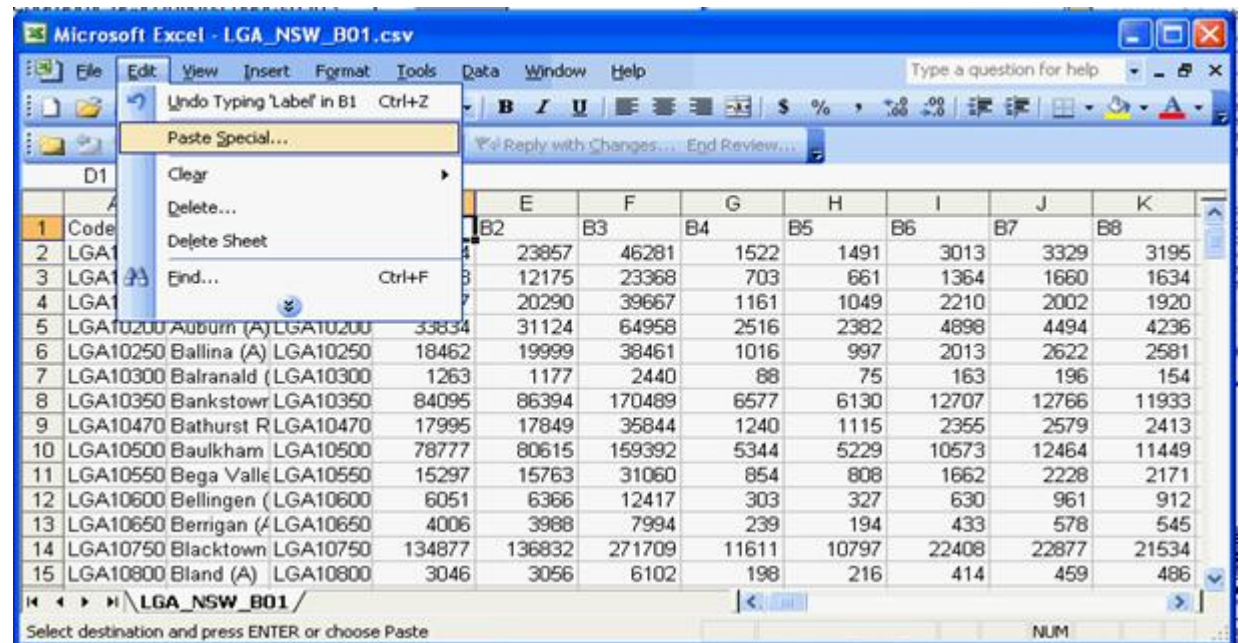 Microsoft Excel - LGA_NSW_B01.csv
File Edit View Insert Format Tools Data Window Help Type a question for help
Undo Typing 'Label' in B1 Ctrl+Z B I U $ % ,
Paste Special... Reply with Changes... End Review...
D1 Clear
Delete...
Delete Sheet
Find... Ctrl+F
E F G H I J K
1 Code B2 B3 B4 B5 B6 B7 B8
2 LGA1 4 23857 46281 1522 1491 3013 3329 3195
3 LGA1 12175 23368 703 661 1364 1660 1634
4 LGA1 7 20290 39667 1161 1049 2210 2002 1920
5 LGA10200 Auburn (A) LGA10200 33834 31124 64958 2516 2382 4898 4494 4236
6 LGA10250 Ballina (A) LGA10250 18462 19999 38461 1016 997 2013 2622 2581
7 LGA10300 Balranald ( LGA10300 1263 1177 2440 88 75 163 196 154
8 LGA10350 Bankstowr LGA10350 84095 86394 170489 6577 6130 12707 12766 11933
9 LGA10470 Bathurst R LGA10470 17995 17849 35844 1240 1115 2355 2579 2413
10 LGA10500 Baulkham LGA10500 78777 80615 159392 5344 5229 10573 12464 11449
11 LGA10550 Bega Valle LGA10550 15297 15763 31060 854 808 1662 2228 2171
12 LGA10600 Bellingen ( LGA10600 6051 6366 12417 303 327 630 961 912
13 LGA10650 Berrigan (A LGA10650 4006 3988 7994 239 194 433 578 545
14 LGA10750 Blacktown LGA10750 134877 136832 271709 11611 10797 22408 22877 21534
15 LGA10800 Bland (A) LGA10800 3046 3056 6102 198 216 414 459 486
LGA_NSW_B01
Select destination and press ENTER or choose Paste NUM